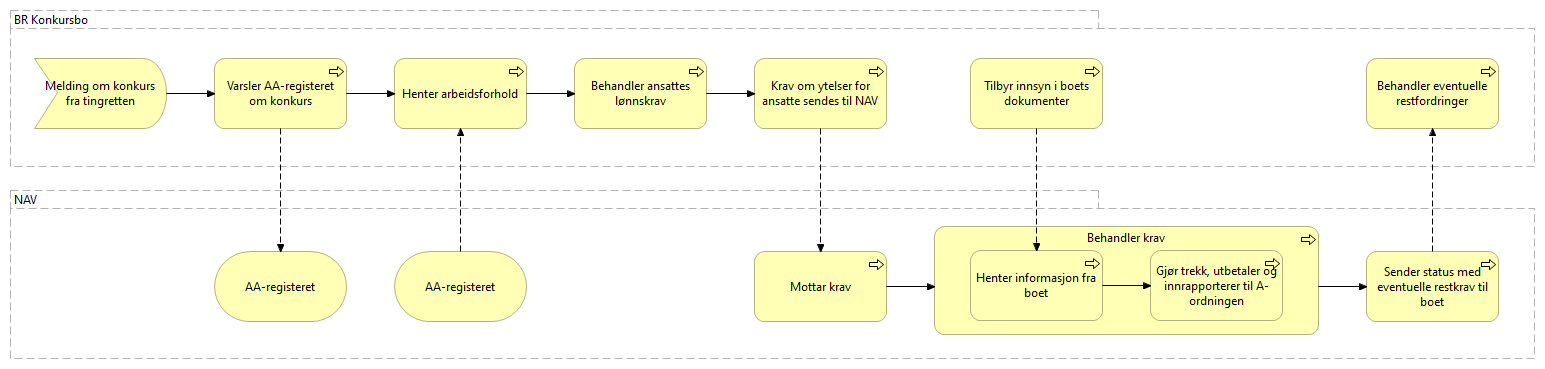 BR Konkursbo
Melding om konkurs
fra tingretten
Varsler AA-registeret
om konkurs
Henter arbeidsforhold
Behandler ansattes
lønnskrav
Krav om ytelser for
ansatte sendes til NAV
Tilbyr innsyn i boets
dokumenter
Behandler eventuelle
restfordringer
NAV
AA-registeret
AA-registeret
Mottar krav
Behandler krav
Henter informasjon fra
boet
Gjør trekk, utbetaler og
innrapporterer til A-
ordningen
Sender status med
eventuelle restkrav til
boet